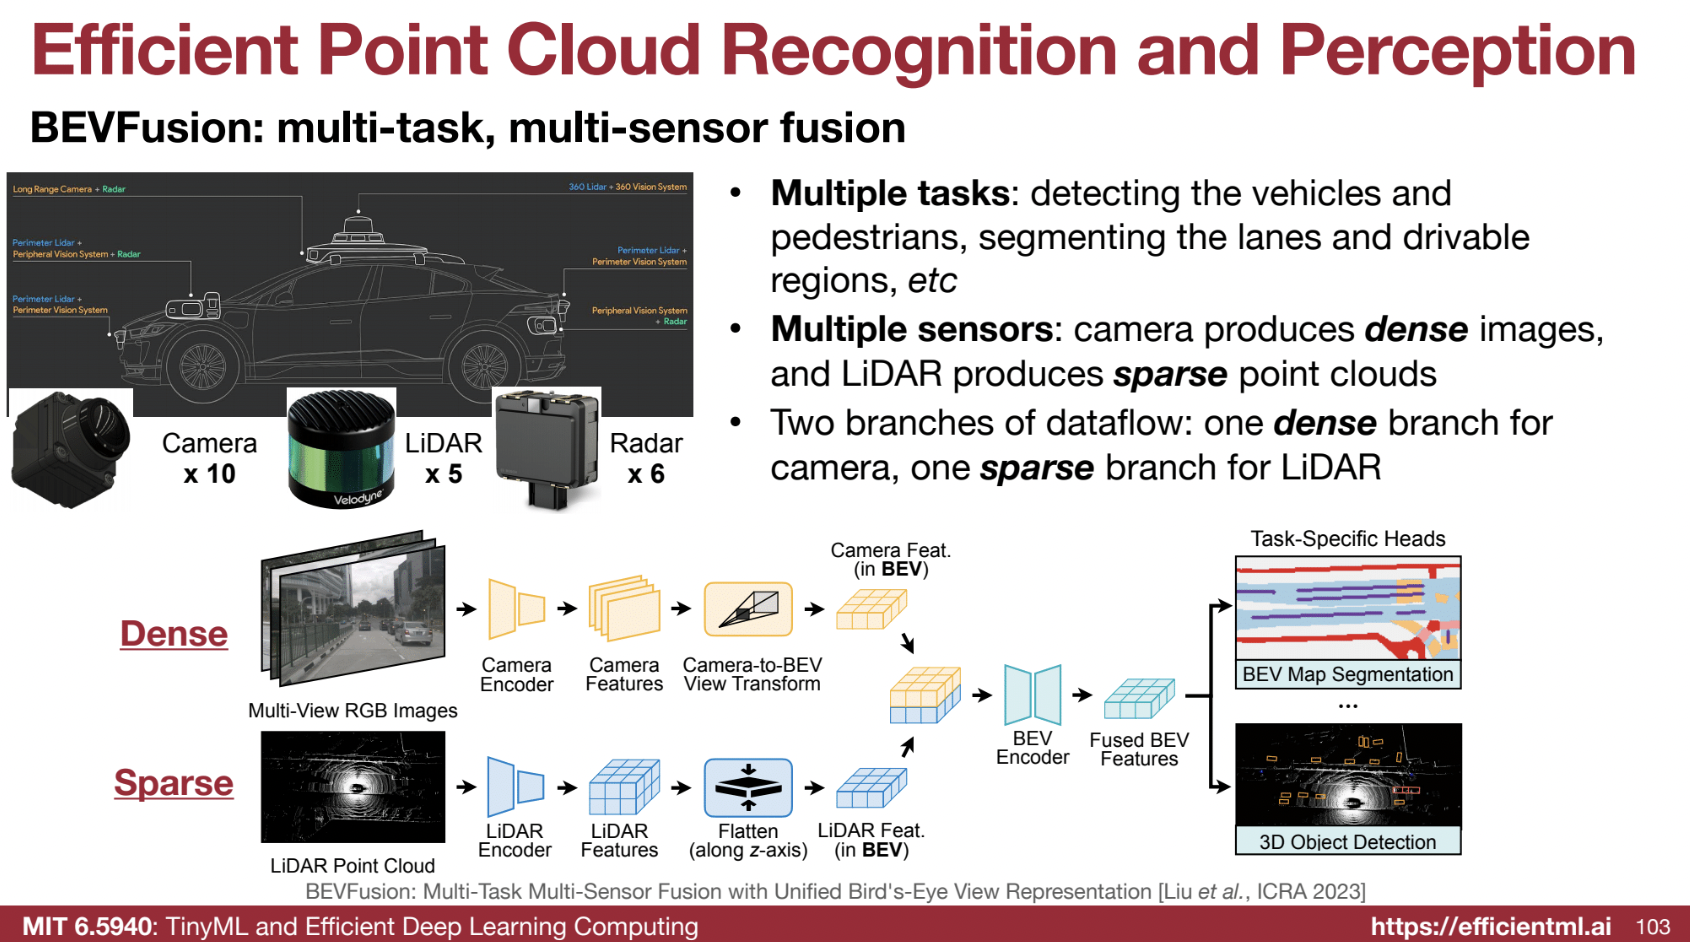 Efficient Point Cloud Recognition and Perception
BEVFusion: multi-task, multi-sensor fusion
Long Range Camera + Radar
360 Lidar + 360 Vision System
Perimeter Lidar +
Peripheral Vision System + Radar
Perimeter Lidar +
Perimeter Vision System
Perimeter Lidar +
Perimeter Vision System
Peripheral Vision System
+ Radar
Camera
x 10
Velodyne
LiDAR
x 5
Radar
x 6
• Multiple tasks: detecting the vehicles and
pedestrians, segmenting the lanes and drivable
regions, etc
• Multiple sensors: camera produces dense images,
and LiDAR produces sparse point clouds
• Two branches of dataflow: one dense branch for
camera, one sparse branch for LiDAR
Dense
Multi-View RGB Images
Camera
Encoder
Camera
Features
Camera-to-BEV
View Transform
Camera Feat.
(in BEV)
Sparse
LiDAR Point Cloud
LiDAR
Encoder
LiDAR
Features
Flatten
(along z-axis)
LiDAR Feat.
(in BEV)
BEV
Encoder
Fused BEV
Features
Task-Specific Heads
BEV Map Segmentation
...
3D Object Detection
BEVFusion: Multi-Task Multi-Sensor Fusion with Unified Bird's-Eye View Representation [Liu et al., ICRA 2023]
MIT 6.5940: TinyML and Efficient Deep Learning Computing
https://efficientml.ai
103